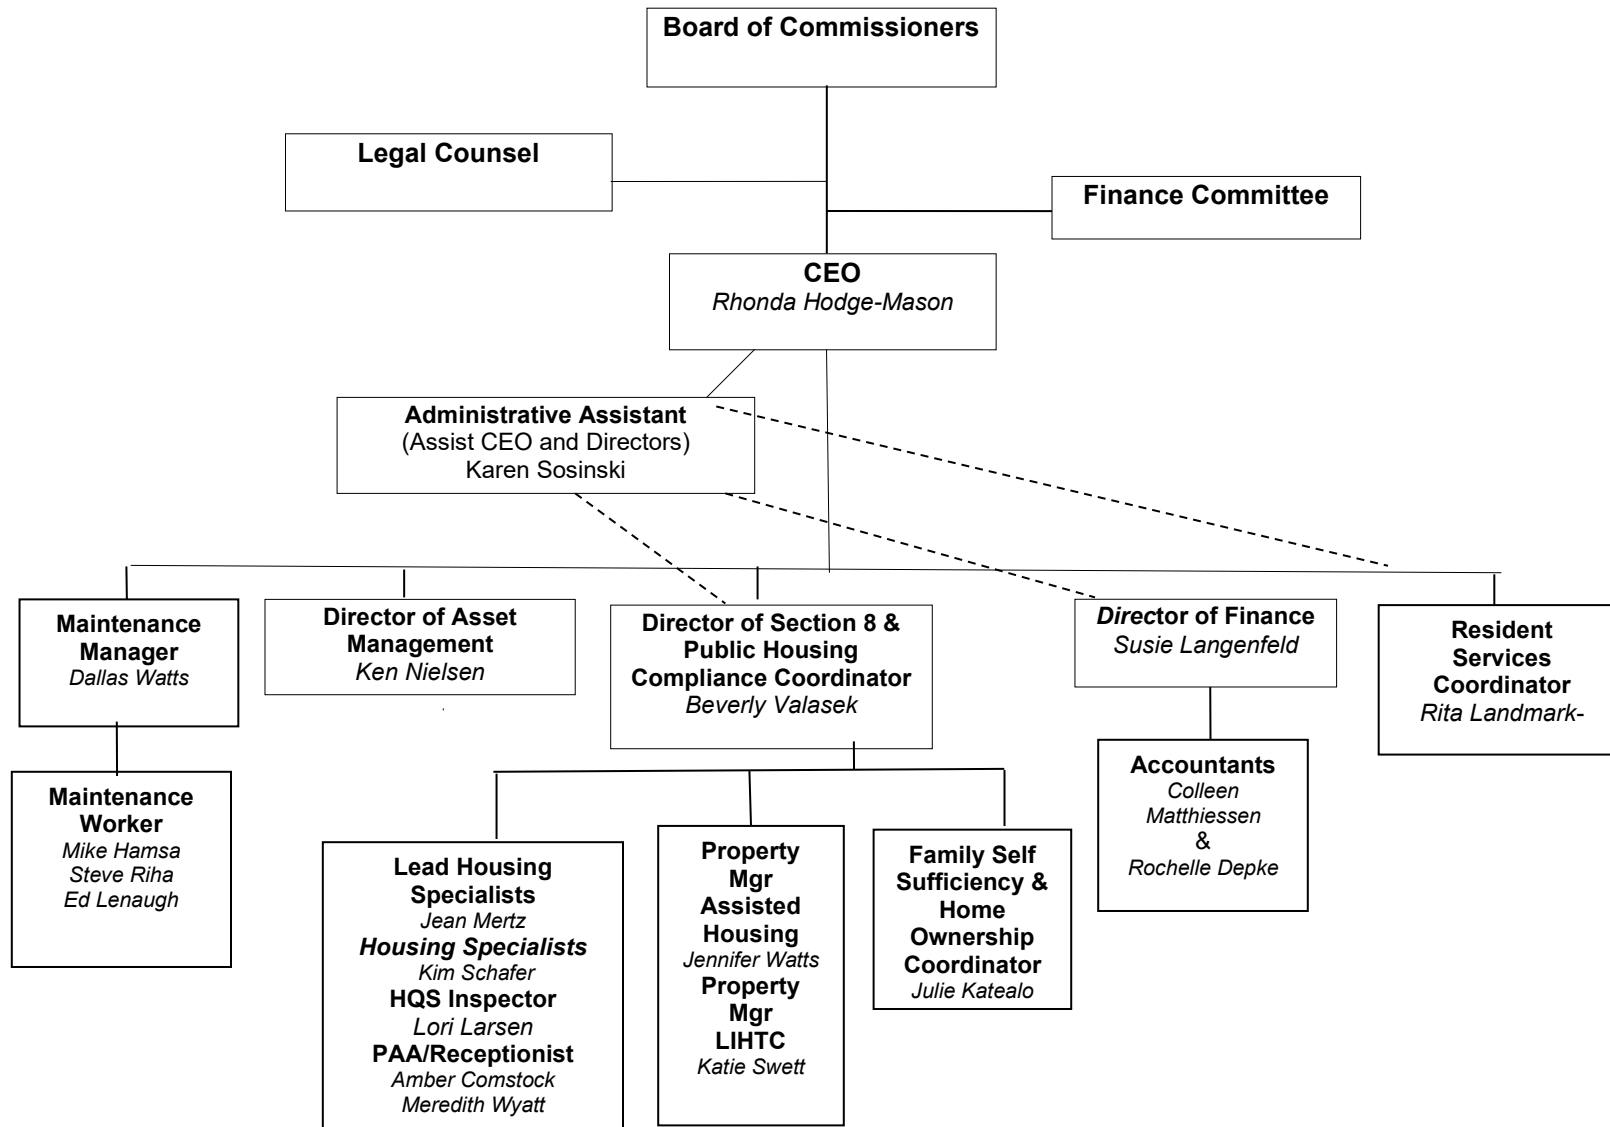 Board of Commissioners
Legal Counsel
Finance Committee
CEO
Rhonda Hodge-Mason
Administrative Assistant
(Assist CEO and Directors)
Karen Sosinski
Maintenance
Manager
Dallas Watts
Director of Asset
Management
Ken Nielsen
Director of Section 8 &
Public Housing
Compliance Coordinator
Beverly Valasek
Director of Finance
Susie Langenfeld
Resident
Services
Coordinator
Rita Landmark-
Maintenance
Worker
Mike Hamsa
Steve Riha
Ed Lenaugh
Lead Housing
Specialists
Jean Mertz
Housing Specialists
Kim Schafer
HQS Inspector
Lori Larsen
PAA/Receptionist
Amber Comstock
Meredith Wyatt
Property
Mgr
Assisted
Housing
Jennifer Watts
Property
Mgr
LIHTC
Katie Swett
Family Self
Sufficiency &
Home
Ownership
Coordinator
Julie Katealo
Accountants
Colleen
Matthiessen
&
Rochelle Depke